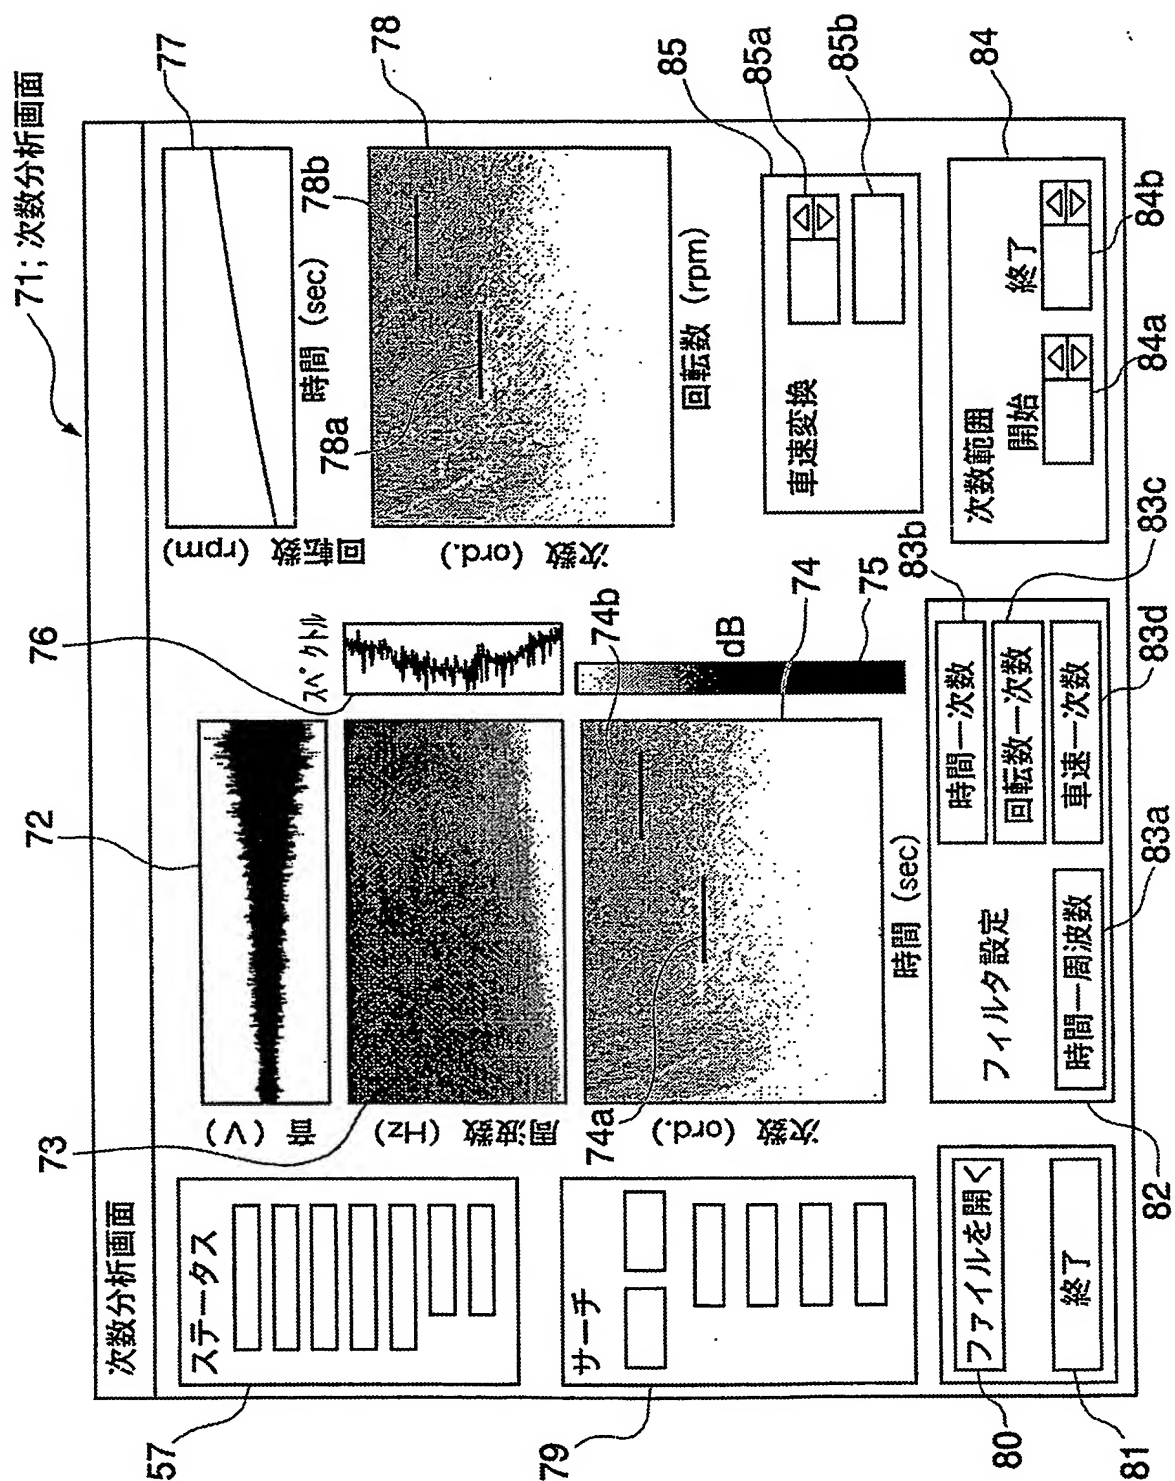 71; 次数分析画面
次数分析画面
57
ステータス
79
サーチ
80
ファイルを開く
81
終了
72
音 (V)
73
周波数 (Hz)
76
スペクトル
74a
74b
次数 (ord.)
時間 (sec)
74
75
dB
77
回転数 (rpm)
時間 (sec)
78
78a
78b
次数 (ord.)
回転数 (rpm)
82
フィルタ設定
時間ー周波数
83a
時間ー次数
83b
回転数ー次数
83c
車速ー次数
83d
85
車速変換
85a
85b
84
次数範囲
開始
終了
84a
84b